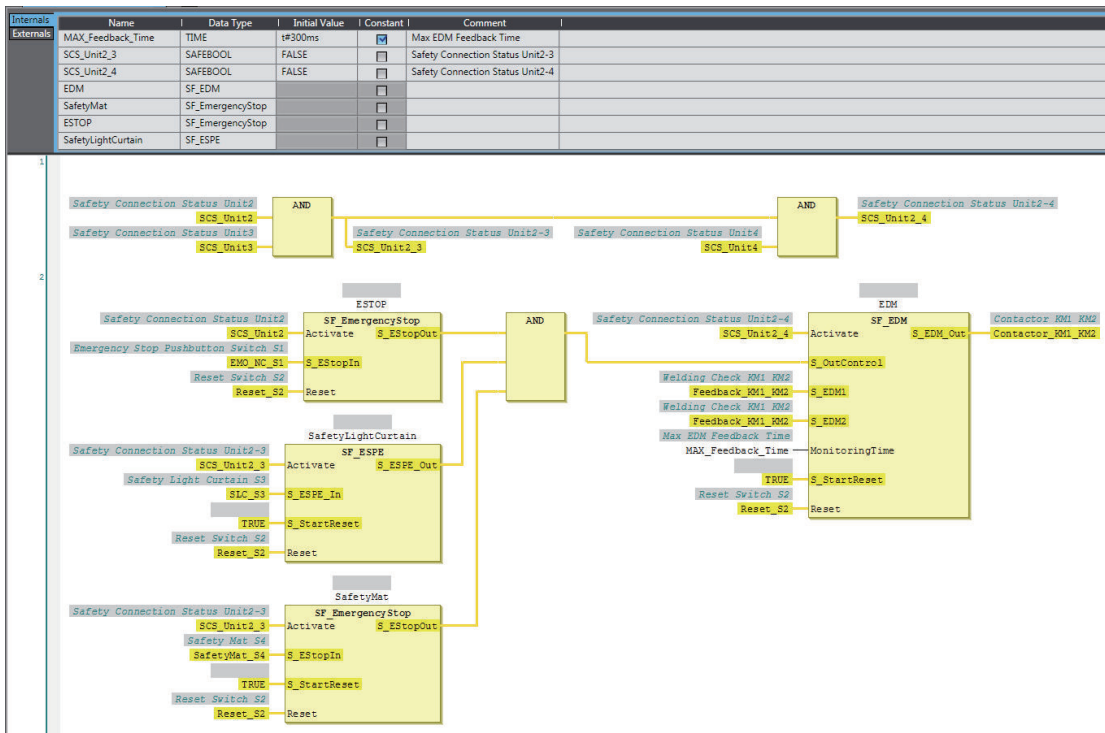 Internals
Externals
Name Data Type Initial Value Constant Comment
MAX_Feedback_Time TIME t#300ms Max EDM Feedback Time
SCS_Unit2_3 SAFEBOOL FALSE Safety Connection Status Unit2-3
SCS_Unit2_4 SAFEBOOL FALSE Safety Connection Status Unit2-4
EDM SF_EDM
SafetyMat SF_EmergencyStop
ESTOP SF_EmergencyStop
SafetyLightCurtain SF_ESPE
1
Safety Connection Status Unit2 AND AND Safety Connection Status Unit2-4
SCS_Unit2 SCS_Unit2_4
Safety Connection Status Unit3 Safety Connection Status Unit2-3 Safety Connection Status Unit4
SCS_Unit3 SCS_Unit2_3 SCS_Unit4
2
ESTOP EDM
Safety Connection Status Unit2 SF_EmergencyStop AND Safety Connection Status Unit2-4 SF_EDM Contactor KM1 KM2
SCS_Unit2 Activate S_EStopOut SCS_Unit2_4 Activate S_EDM_Out Contactor_KM1_KM2
Emergency Stop Pushbutton Switch S1
EMO_NC_S1 S_EStopIn S_OutControl
Reset Switch S2 Welding Check KM1 KM2
Reset_S2 Reset Feedback_KM1_KM2 S_EDM1
Welding Check KM1 KM2
Feedback_KM1_KM2 S_EDM2
SafetyLightCurtain Max EDM Feedback Time
Safety Connection Status Unit2-3 SF_ESPE MAX_Feedback_Time MonitoringTime
SCS_Unit2_3 Activate S_ESPE_Out
Safety Light Curtain S3 TRUE S_StartReset
SLC_S3 S_ESPE_In Reset Switch S2
Reset_S2 Reset
TRUE S_StartReset
Reset Switch S2
Reset_S2 Reset
SafetyMat
Safety Connection Status Unit2-3 SF_EmergencyStop
SCS_Unit2_3 Activate S_EStopOut
Safety Mat S4
SafetyMat_S4 S_EStopIn
TRUE S_StartReset
Reset Switch S2
Reset_S2 Reset